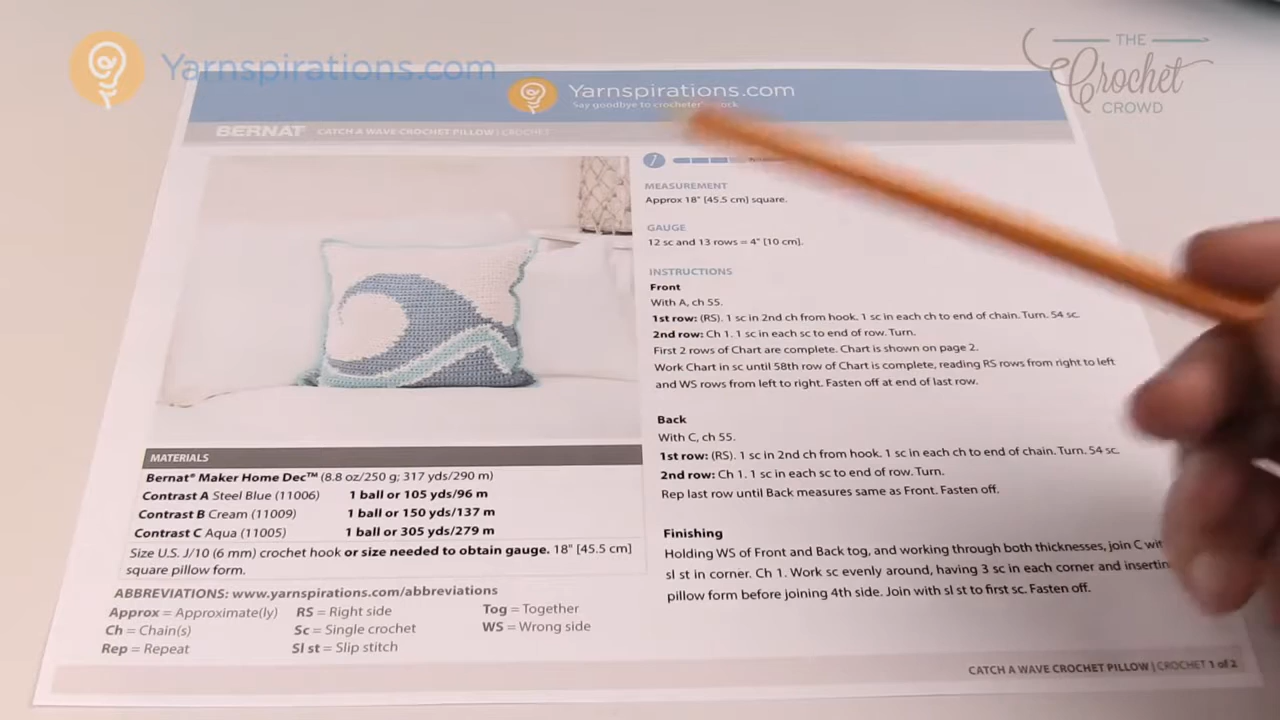 Yarnspirations.com
THE
Crochet
CROWD
Yarnspirations.com
Say goodbye to crocheter's
BERNAT CATCH A WAVE CROCHET PILLOW | CROCHET
MEASUREMENT
Approx 18" [45.5 cm] square.
GAUGE
12 sc and 13 rows = 4" [10 cm].
INSTRUCTIONS
Front
With A, ch 55.
1st row: (RS). 1 sc in 2nd ch from hook. 1 sc in each ch to end of chain. Turn. 54 sc.
2nd row: Ch 1. 1 sc in each sc to end of row. Turn.
First 2 rows of Chart are complete. Chart is shown on page 2.
Work Chart in sc until 58th row of Chart is complete, reading RS rows from right to left
and WS rows from left to right. Fasten off at end of last row.
Back
With C, ch 55.
1st row: (RS). 1 sc in 2nd ch from hook. 1 sc in each ch to end of chain. Turn. 54 sc.
2nd row: Ch 1. 1 sc in each sc to end of row. Turn.
Rep last row until Back measures same as Front. Fasten off.
Finishing
Holding WS of Front and Back tog, and working through both thicknesses, join C wit
sl st in corner. Ch 1. Work sc evenly around, having 3 sc in each corner and insertin
pillow form before joining 4th side. Join with sl st to first sc. Fasten off.
MATERIALS
Bernat® Maker Home Dec™ (8.8 oz/250 g; 317 yds/290 m)
Contrast A Steel Blue (11006) 1 ball or 105 yds/96 m
Contrast B Cream (11009) 1 ball or 150 yds/137 m
Contrast C Aqua (11005) 1 ball or 305 yds/279 m
Size U.S. J/10 (6 mm) crochet hook or size needed to obtain gauge. 18" [45.5 cm]
square pillow form.
ABBREVIATIONS: www.yarnspirations.com/abbreviations
Approx = Approximate(ly) RS = Right side Tog = Together
Ch = Chain(s) Sc = Single crochet WS = Wrong side
Rep = Repeat Sl st = Slip stitch
CATCH A WAVE CROCHET PILLOW | CROCHET 1 of 2